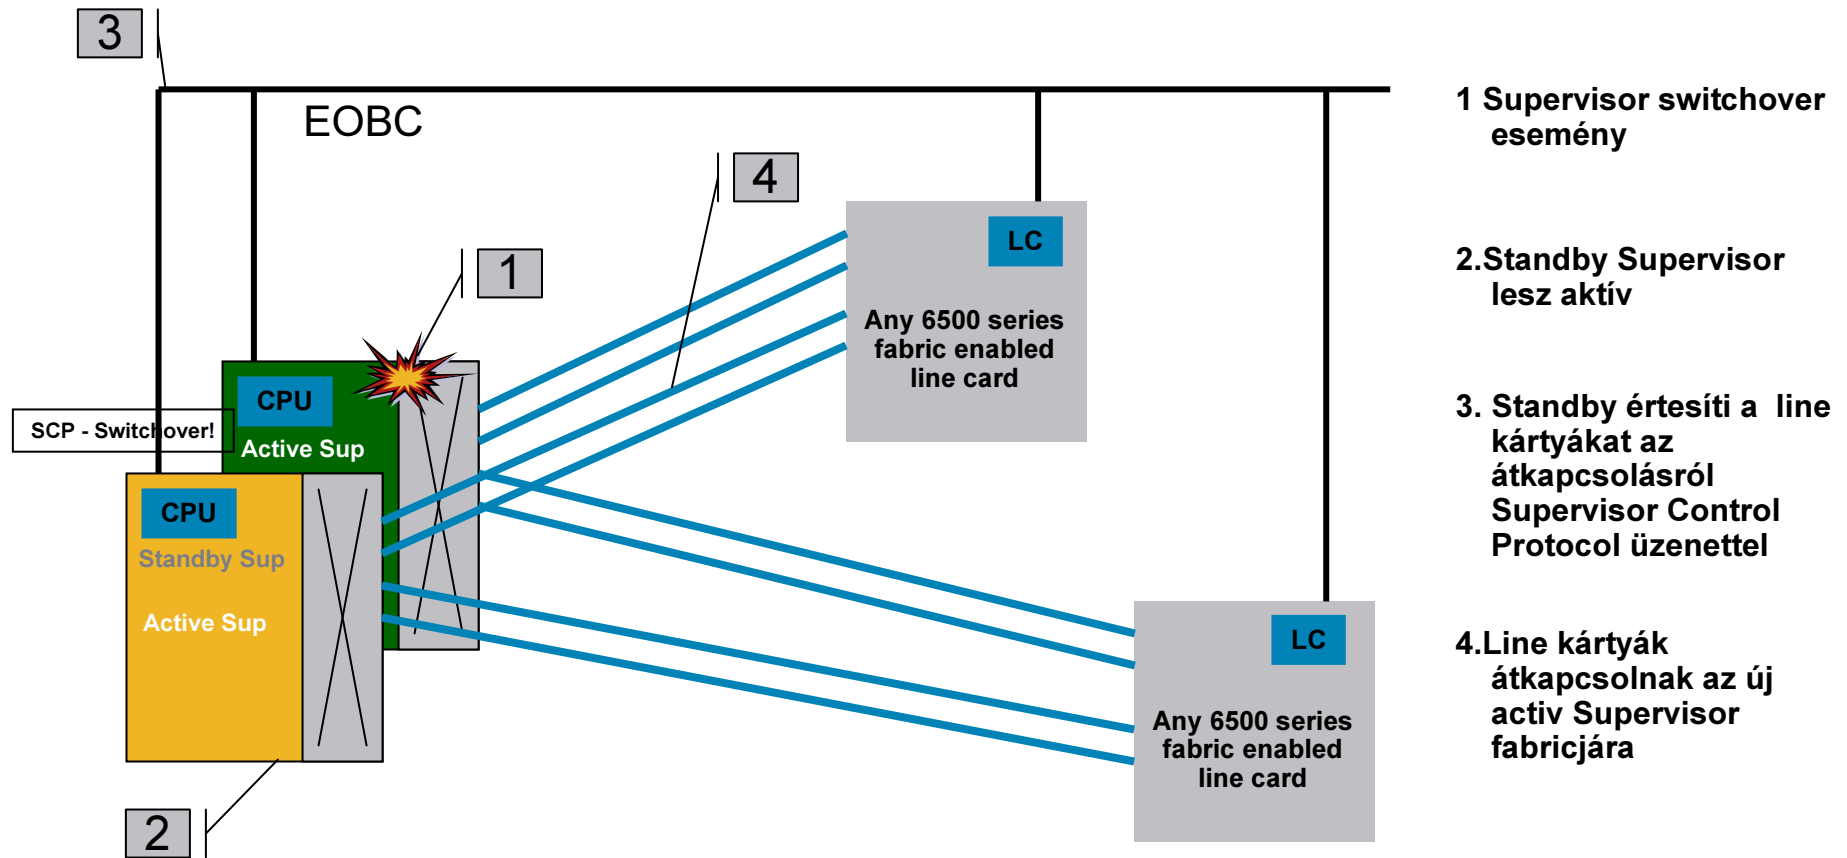 3
EOBC
4
1
LC
Any 6500 series
fabric enabled
line card
CPU
SCP - Switchover!
Active Sup
CPU
Standby Sup
Active Sup
LC
Any 6500 series
fabric enabled
line card
2
1 Supervisor switchover
esemény
2.Standby Supervisor
lesz aktív
3. Standby értesíti a line
kártyákat az
átkapcsolásról
Supervisor Control
Protocol üzenettel
4.Line kártyák
átkapcsolnak az új
activ Supervisor
fabricjára